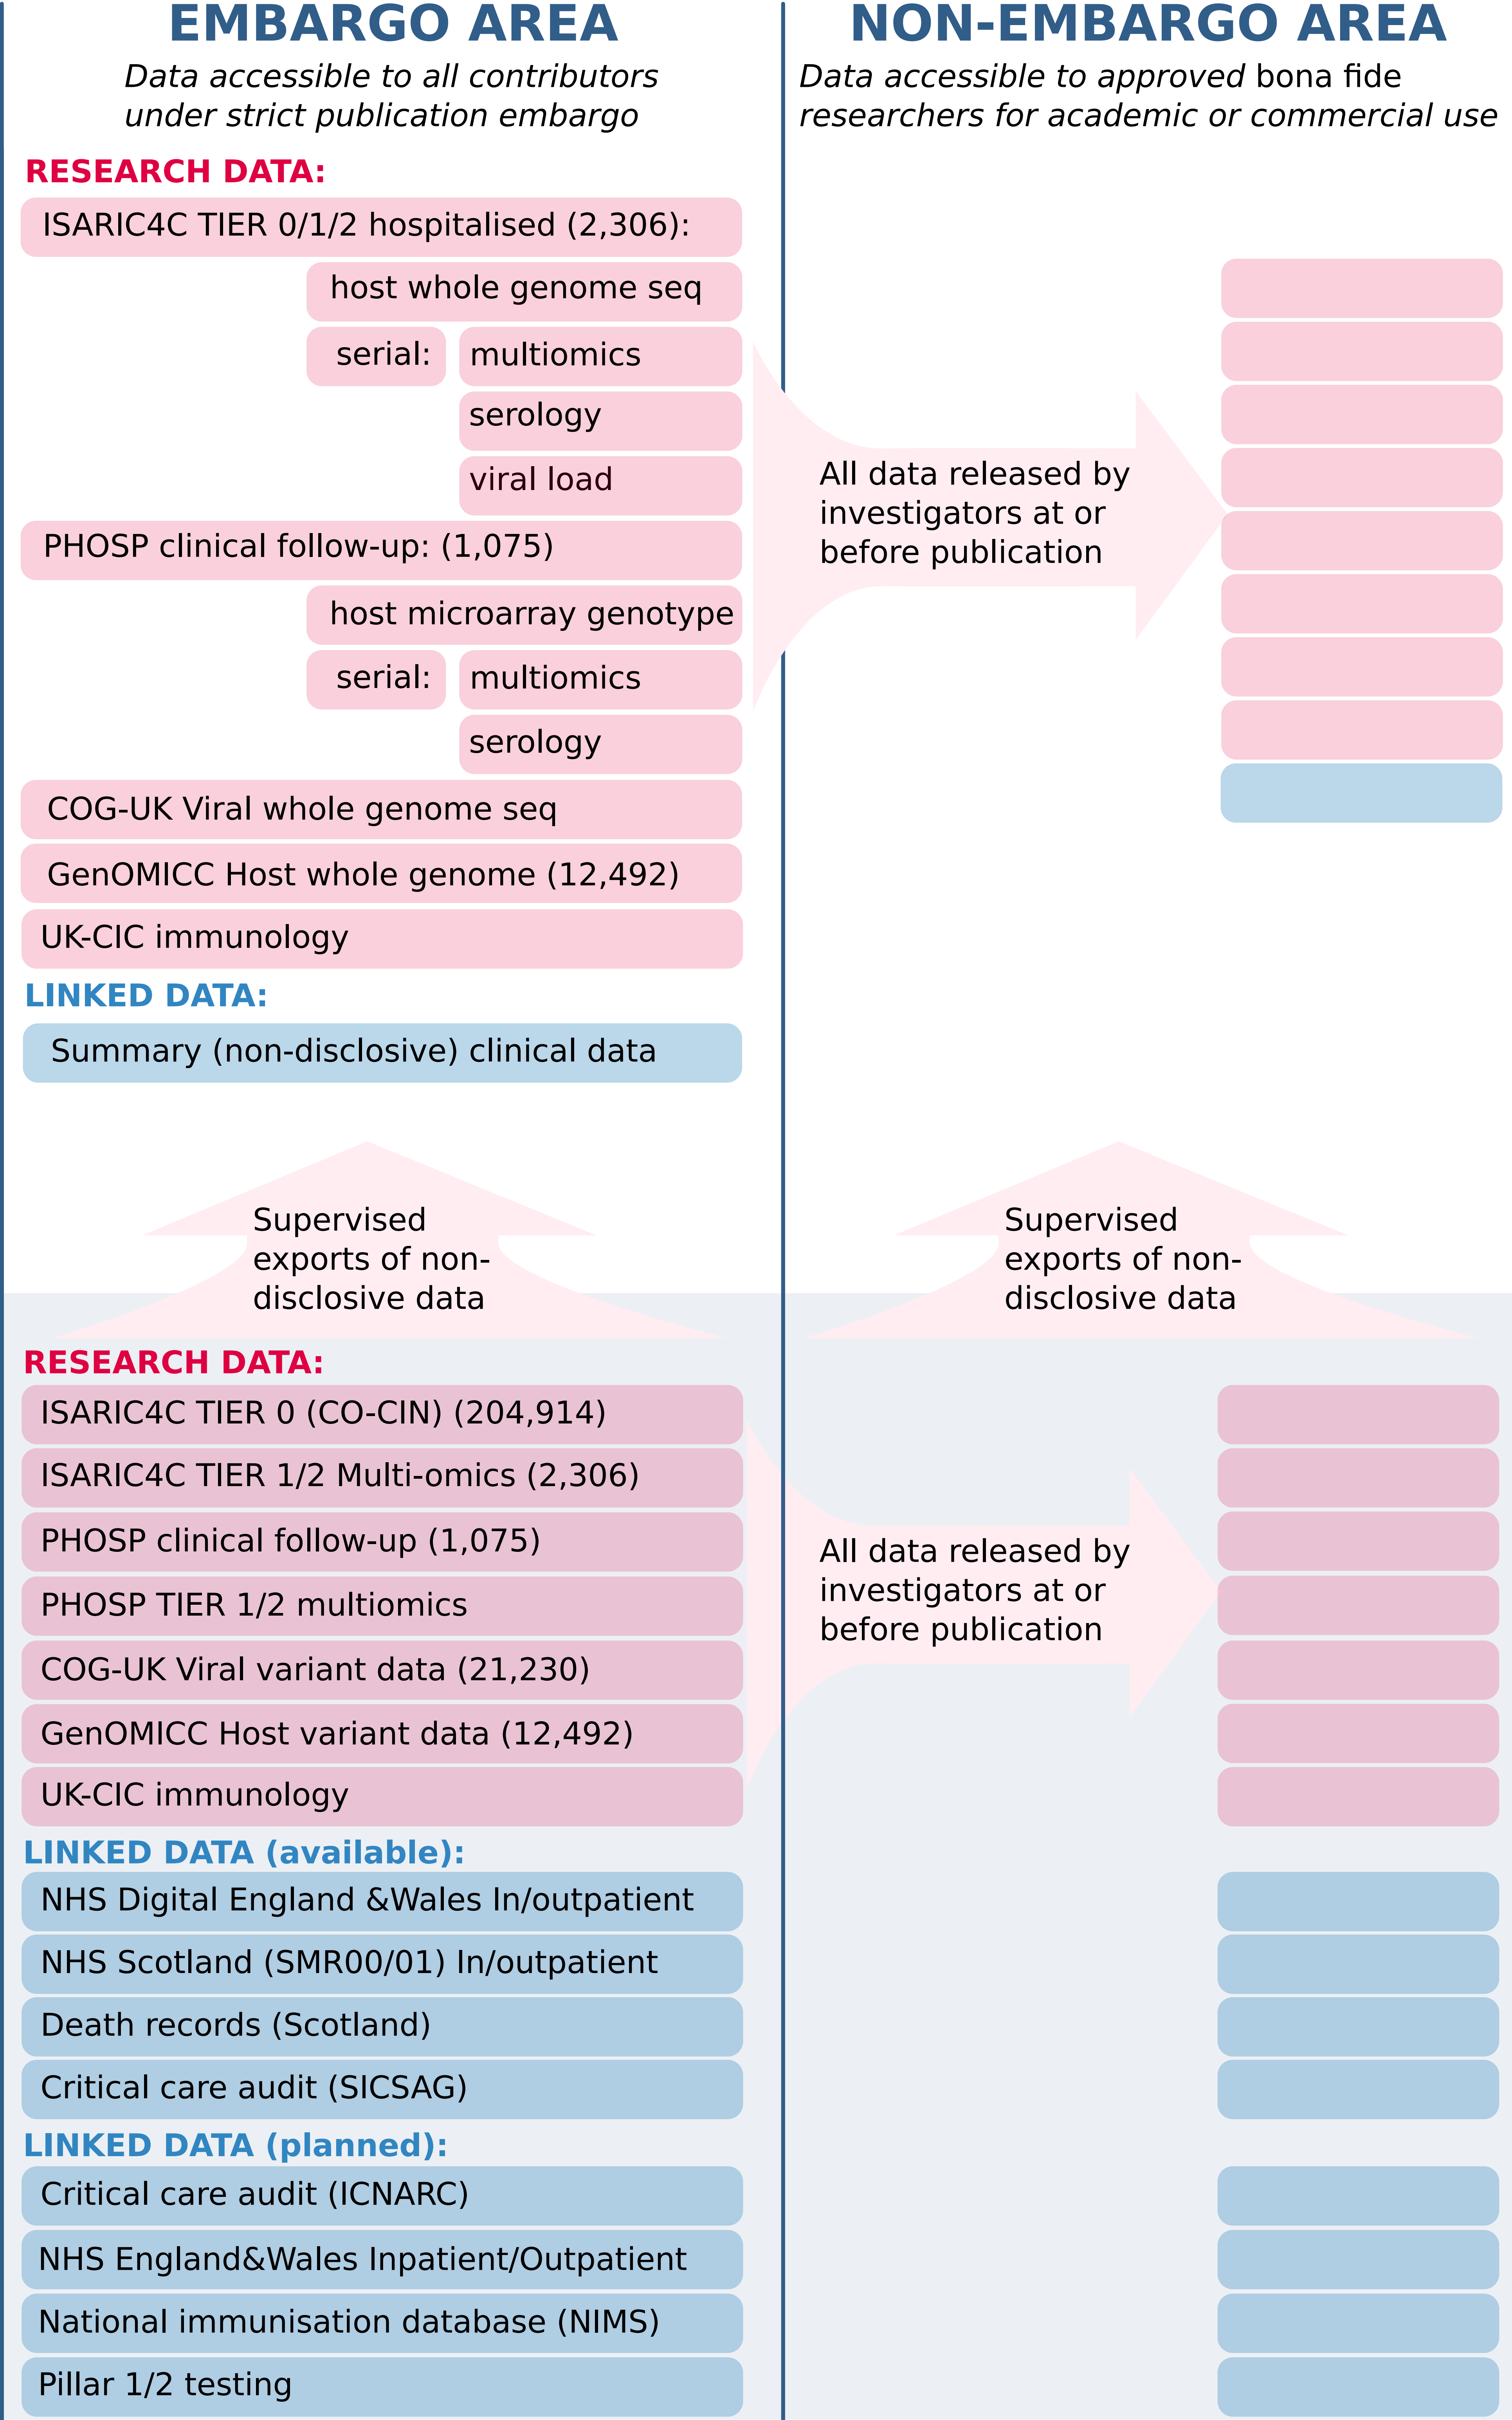 EMBARGO AREA
Data accessible to all contributors
under strict publication embargo
NON-EMBARGO AREA
Data accessible to approved bona fide
researchers for academic or commercial use
RESEARCH DATA:
ISARIC4C TIER 0/1/2 hospitalised (2,306):
host whole genome seq
serial: multiomics
serology
viral load
PHOSP clinical follow-up: (1,075)
host microarray genotype
serial: multiomics
serology
COG-UK Viral whole genome seq
GenOMICC Host whole genome (12,492)
UK-CIC immunology
All data released by
investigators at or
before publication
LINKED DATA:
Summary (non-disclosive) clinical data
Supervised
exports of non-
disclosive data
Supervised
exports of non-
disclosive data
RESEARCH DATA:
ISARIC4C TIER 0 (CO-CIN) (204,914)
ISARIC4C TIER 1/2 Multi-omics (2,306)
PHOSP clinical follow-up (1,075)
PHOSP TIER 1/2 multiomics
COG-UK Viral variant data (21,230)
GenOMICC Host variant data (12,492)
UK-CIC immunology
All data released by
investigators at or
before publication
LINKED DATA (available):
NHS Digital England &Wales In/outpatient
NHS Scotland (SMR00/01) In/outpatient
Death records (Scotland)
Critical care audit (SICSAG)
LINKED DATA (planned):
Critical care audit (ICNARC)
NHS England&Wales Inpatient/Outpatient
National immunisation database (NIMS)
Pillar 1/2 testing